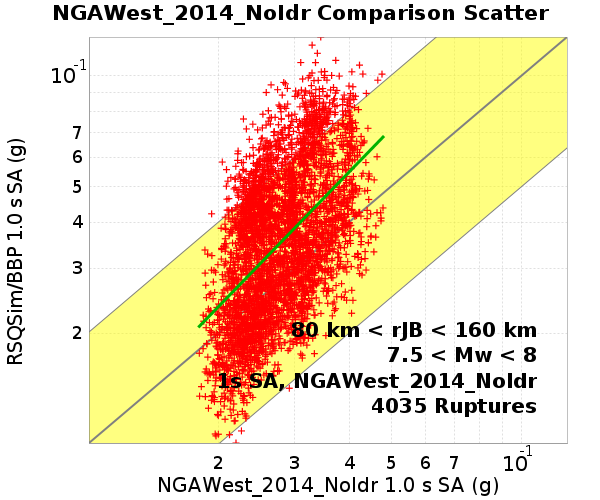 NGAWest_2014_NoIdr Comparison Scatter
RSQSim/BBP 1.0 s SA (g)
10-1
7
6
5
4
3
2
80 km < rJB < 160 km
7.5 < Mw < 8
1s SA, NGAWest_2014_NoIdr
4035 Ruptures
2 3 4 5 6 7 10-1
NGAWest_2014_NoIdr 1.0 s SA (g)